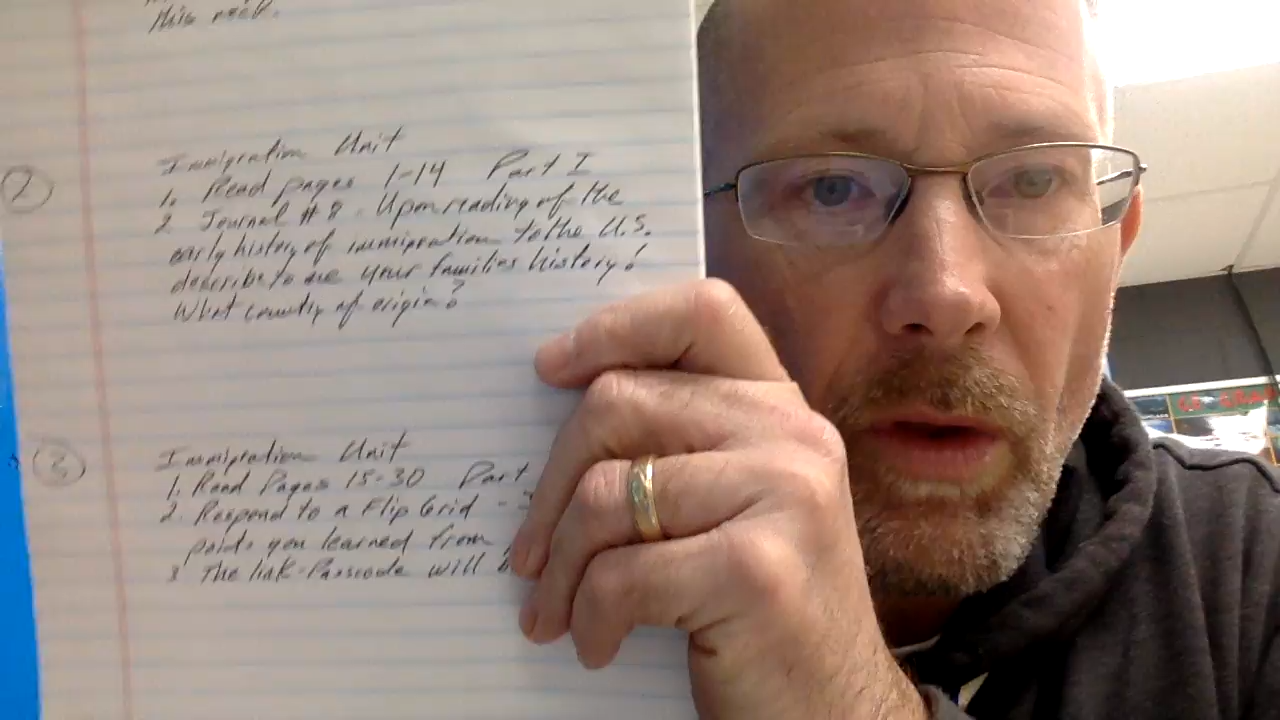 this need.
Immigration Unit
1. Read pages 1-14 Part I
2 Journal #8. Upon reading of the
early history of immigration to the U.S.
describe to me your families history!
What country of origin?
2
Immigration Unit
1. Read Pages 15-30 Part
2. Respond to a Flip Grid - 3
points you learned from
3 The link-Passcode will b
3